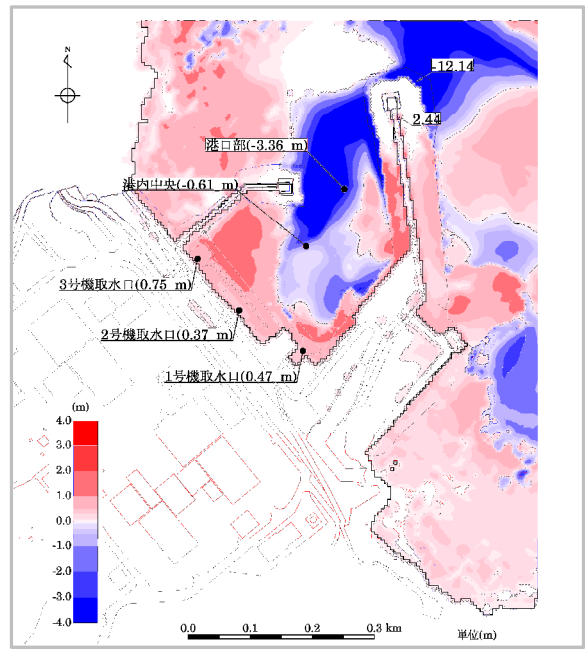 N
-12.14
2.44
港口部(-3.36 m)
港内中央(-0.61 m)
3号機取水口(0.75 m)
2号機取水口(0.37 m)
1号機取水口(0.47 m)
(m)
4.0
3.0
2.0
1.0
0.0
-1.0
-2.0
-3.0
-4.0
0.0 0.1 0.2 0.3 km
単位(m)